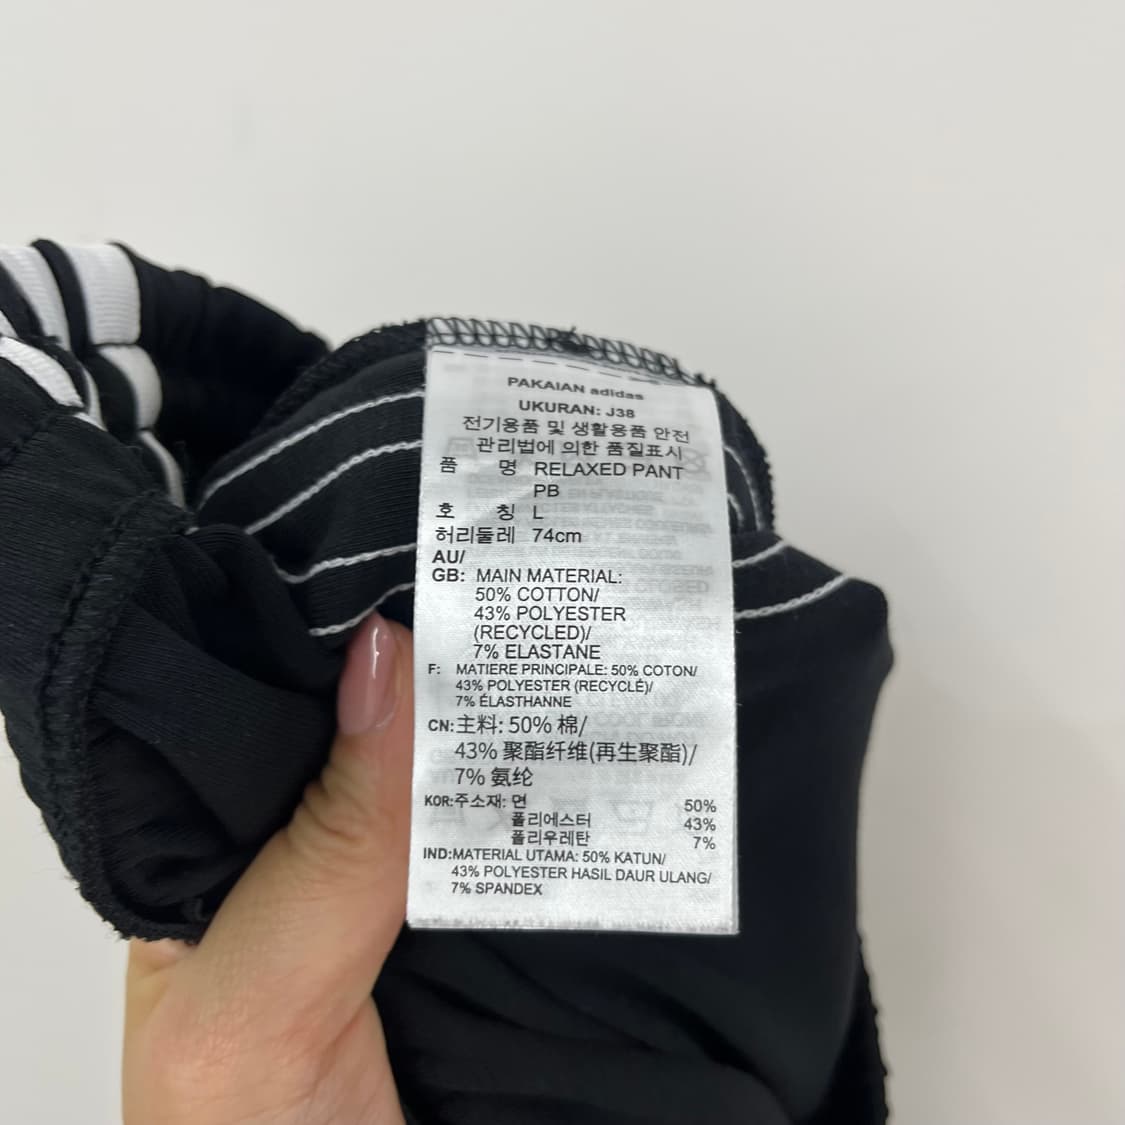 PAKAIAN adidas
UKURAN: J38
전기용품 및 생활용품 안전
관리법에 의한 품질표시
품 명 RELAXED PANT
PB
호 칭 L
허리둘레 74cm
AU/
GB: MAIN MATERIAL:
50% COTTON/
43% POLYESTER
(RECYCLED)/
7% ELASTANE
F: MATIERE PRINCIPALE: 50% COTON/
43% POLYESTER (RECYCLÉ)/
7% ÉLASTHANNE
CN: 主料: 50% 棉/
43% 聚酯纤维(再生聚酯)/
7% 氨纶
KOR: 주소재: 면 50%
폴리에스터 43%
폴리우레탄 7%
IND: MATERIAL UTAMA: 50% KATUN/
43% POLYESTER HASIL DAUR ULANG/
7% SPANDEX